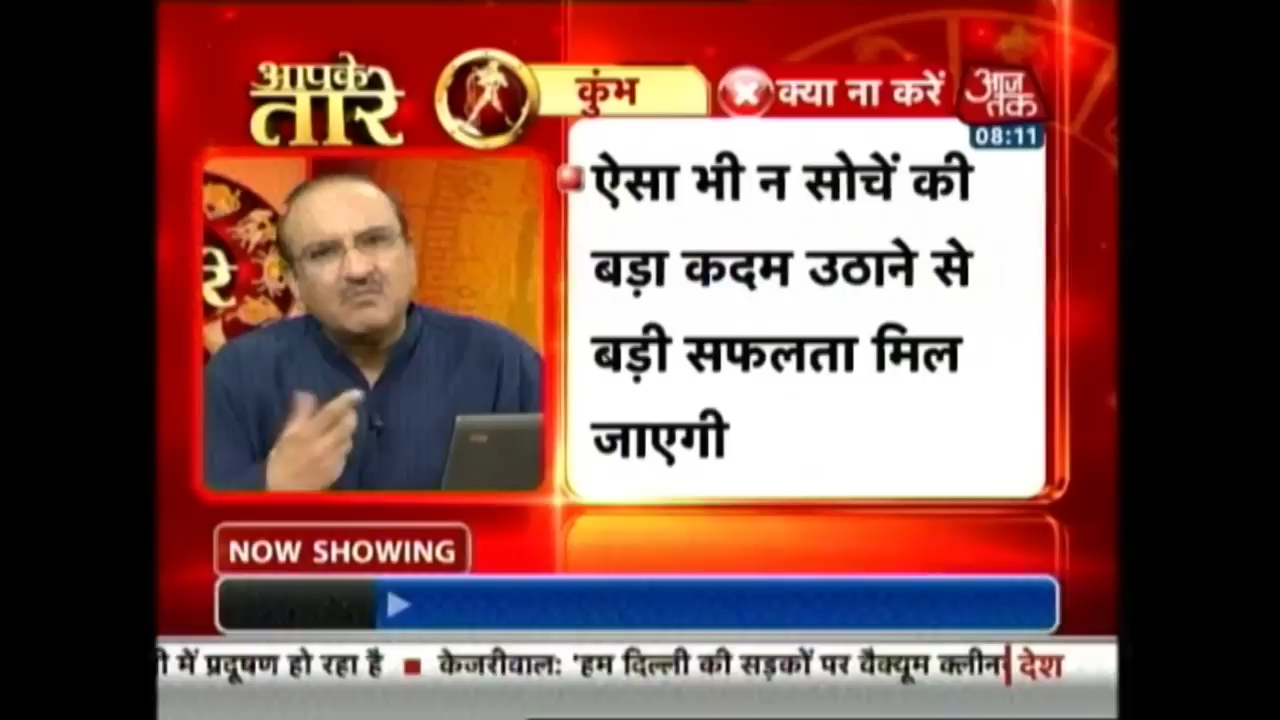 आपके
तारे
कुंभ
क्या ना करें
आज
तक
08:11
ऐसा भी न सोचें की
बड़ा कदम उठाने से
बड़ी सफलता मिल
जाएगी
रे
NOW SHOWING
ी में प्रदूषण हो रहा है ■ केजरीवाल: 'हम दिल्ली की सड़कों पर वैक्यूम क्लीन
देश